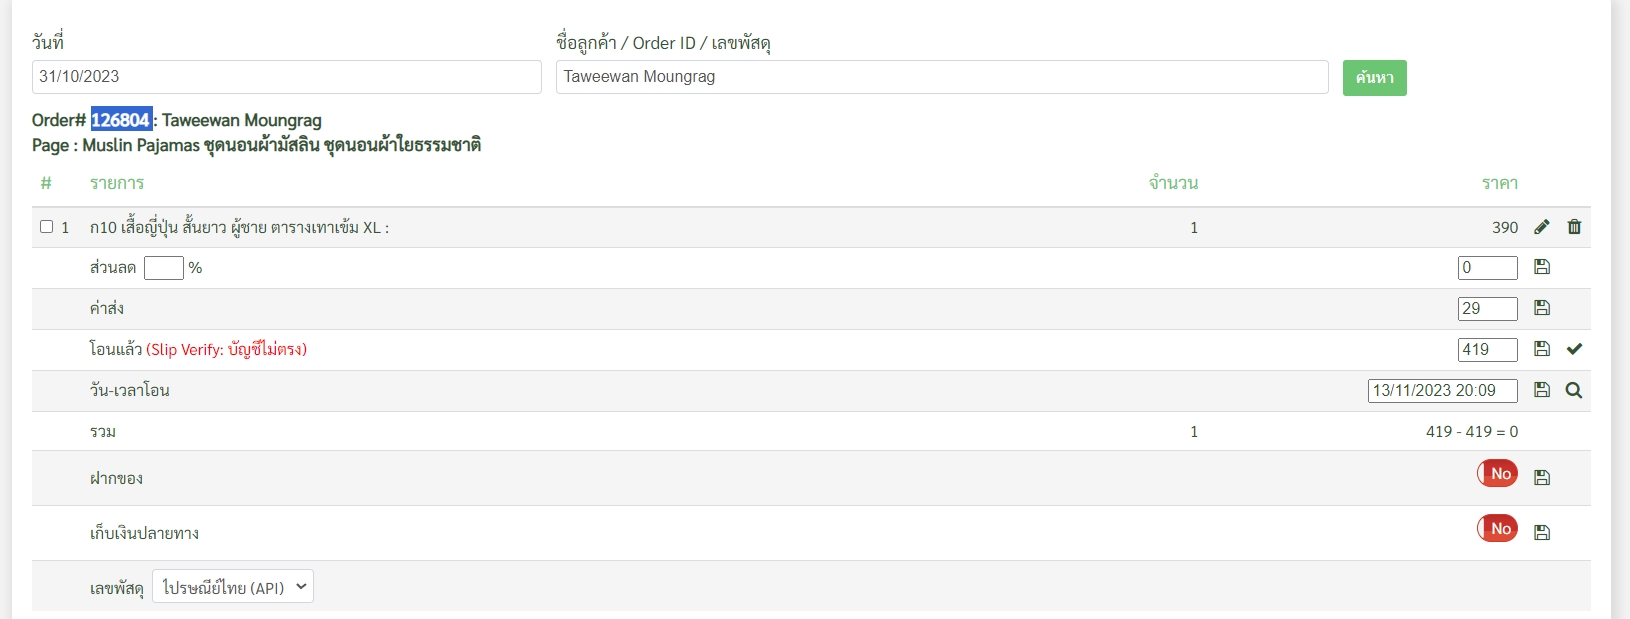 วันที่ ชื่อลูกค้า / Order ID / เลขพัสดุ
31/10/2023 Taweewan Moungrag ค้นหา
Order# 126804 : Taweewan Moungrag
Page : Muslin Pajamas ชุดนอนผ้ามัสลิน ชุดนอนผ้าใยธรรมชาติ
# รายการ จำนวน ราคา
1 ก10 เสื้อญี่ปุ่น สั้นยาว ผู้ชาย ตารางเทาเข้ม XL : 1 390
ส่วนลด % 0
ค่าส่ง 29
โอนแล้ว (Slip Verify: บัญชีไม่ตรง) 419
วัน-เวลาโอน 13/11/2023 20:09
รวม 1 419 - 419 = 0
ฝากของ No
เก็บเงินปลายทาง No
เลขพัสดุ ไปรษณีย์ไทย (API)